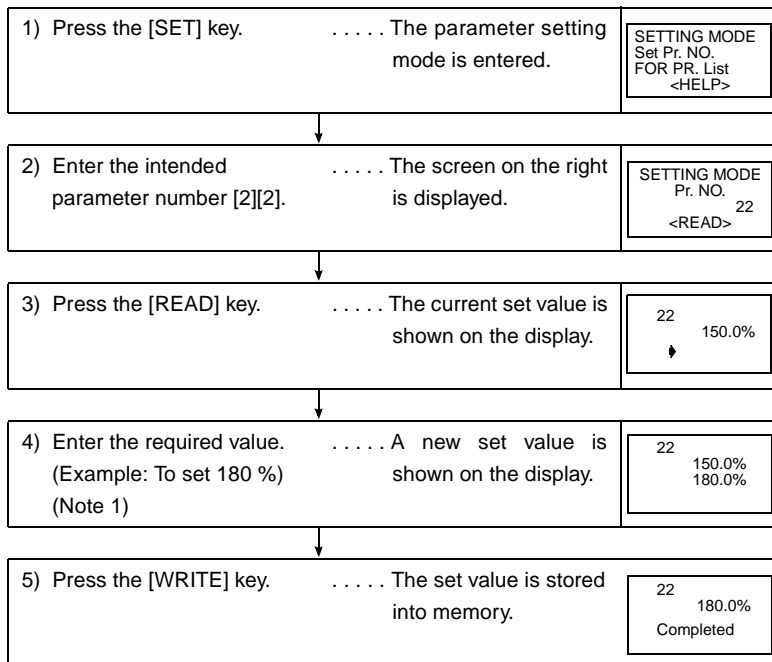 1) Press the [SET] key. . . . . . The parameter setting
mode is entered.
SETTING MODE
Set Pr. NO.
FOR PR. List
<HELP>
2) Enter the intended . . . . . The screen on the right
parameter number [2][2]. is displayed.
SETTING MODE
Pr. NO.
22
<READ>
3) Press the [READ] key. . . . . . The current set value is
shown on the display.
22
150.0%
4) Enter the required value. . . . . . A new set value is
(Example: To set 180 %) shown on the display.
(Note 1)
22
150.0%
180.0%
5) Press the [WRITE] key. . . . . . The set value is stored
into memory.
22
180.0%
Completed